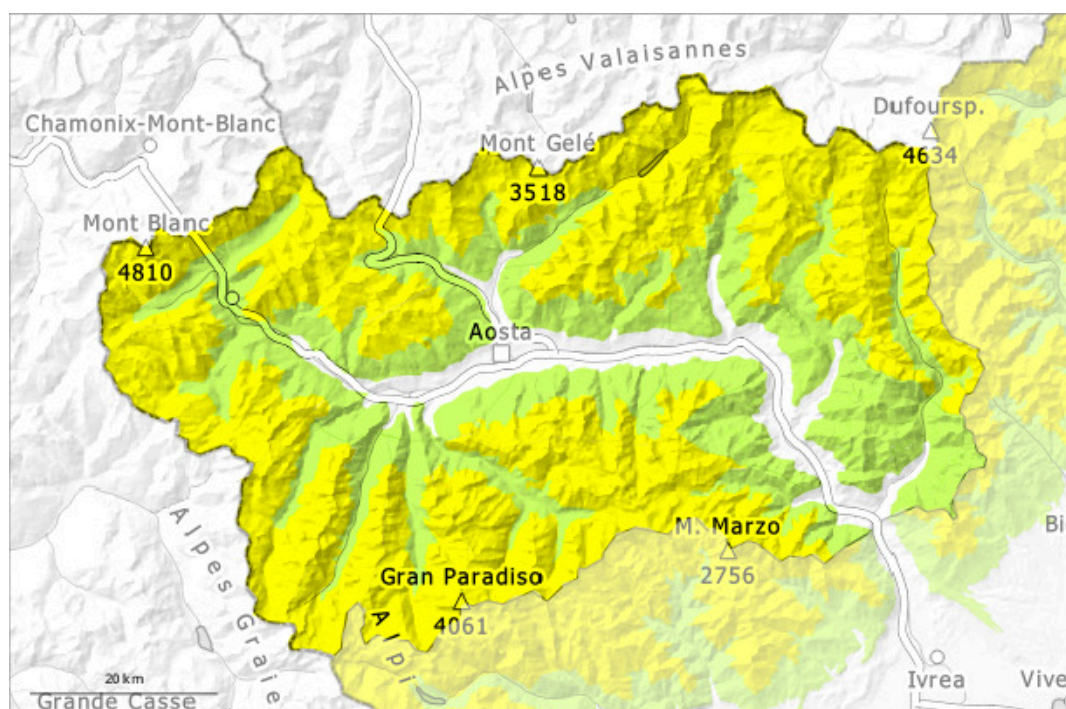 Alpes Valaisannes
Chamonix-Mont-Blanc
Dufoursp.
4634
Mont Gelé
3518
Mont Blanc
4810
Aosta
M. Marzo
2756
Gran Paradiso
4061
Alpes Graie
Alpi
Bi
20 km
Grande Casse
Ivrea
Vive